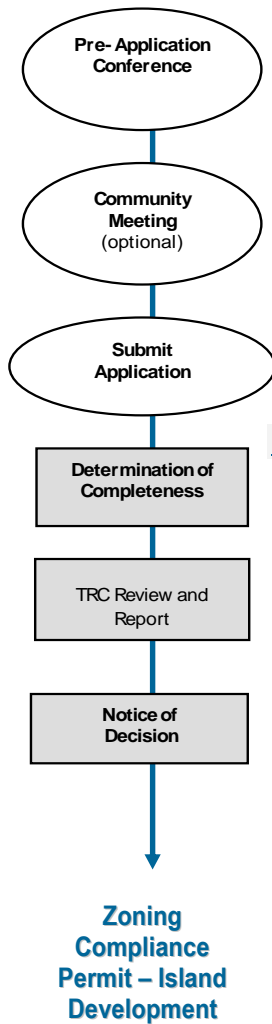 Pre- Application
Conference
Community
Meeting
(optional)
Submit
Application
Determination of
Completeness
TRC Review and
Report
Notice of
Decision
Zoning
Compliance
Permit – Island
Development